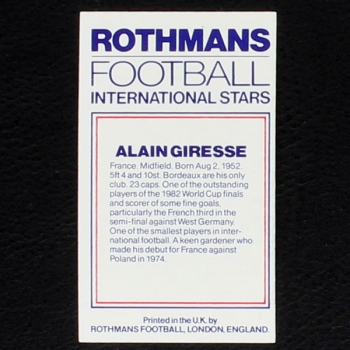 ROTHMANS
FOOTBALL
INTERNATIONAL STARS
ALAIN GIRESSE
France. Midfield. Born Aug 2, 1952.
5ft 4 and 10st. Bordeaux are his only
club. 23 caps. One of the outstanding
players of the 1982 World Cup finals
and scorer of some fine goals,
particularly the French third in the
semi-final against West Germany.
One of the smallest players in inter-
national football. A keen gardener who
made his debut for France against
Poland in 1974.
Printed in the U.K. by
ROTHMANS FOOTBALL, LONDON, ENGLAND.